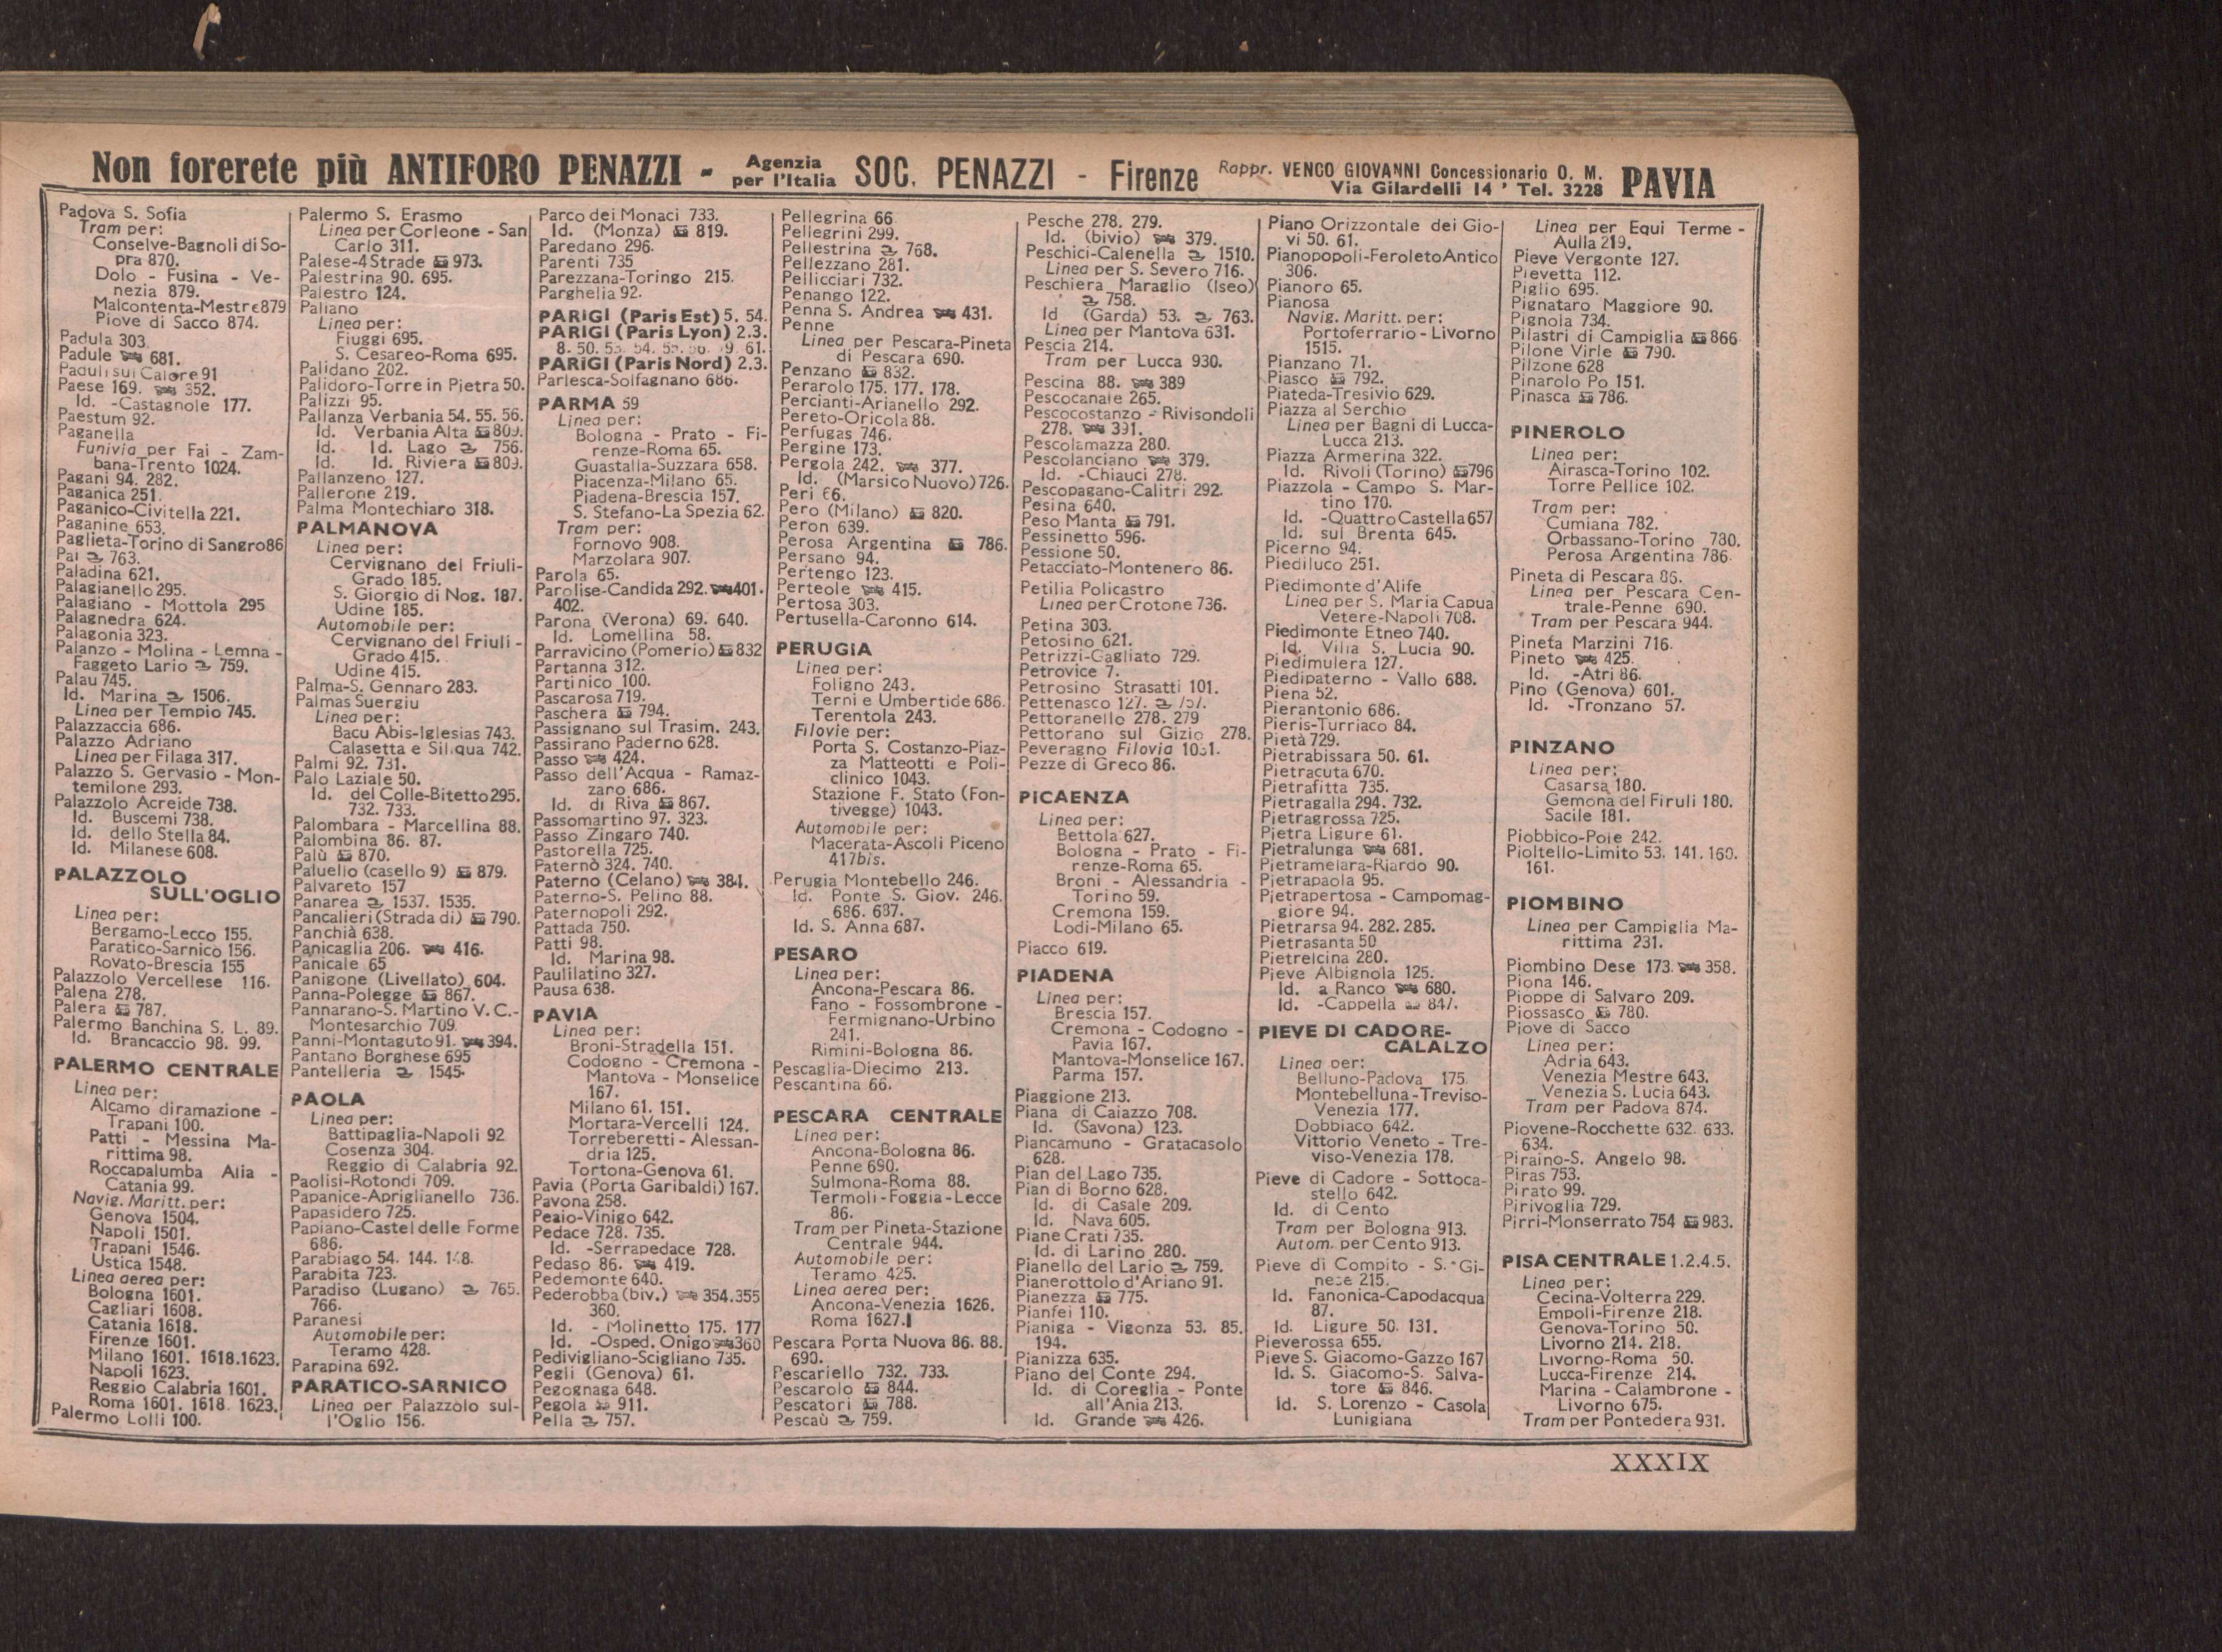 Non forerete più ANTIFORO PENAZZI - Agenzia per l'Italia SOC. PENAZZI - Firenze Rappr. VENCO GIOVANNI Concessionario O. M. PAVIA
Via Gilardelli 14 ' Tel. 3228
Padova S. Sofia
Tram per:
Conselve-Bagnoli di So-
pra 870.
Dolo - Fusina - Ve-
nezia 879.
Malcontenta-Mestre 879
Piove di Sacco 874.
Padula 303.
Padule 681.
Paduli sul Calore 91
Paese 169. 352.
Id. -Castagnole 177.
Paestum 92.
Paganella
Funivia per Fai - Zam-
bana-Trento 1024.
Pagani 94. 282.
Paganica 251.
Paganico-Civitella 221.
Paganine 653.
Paglieta-Torino di Sangro 86
Pai 763.
Paladina 621.
Palagianello 295.
Palagiano - Mottola 295
Palagnedra 624.
Palagonia 323.
Palanzo - Molina - Lemna -
Faggeto Lario 759.
Palau 745.
Id. Marina 1506.
Linea per Tempio 745.
Palazzaccia 686.
Palazzo Adriano
Linea per Filaga 317.
Palazzo S. Gervasio - Mon-
temilone 293.
Palazzolo Acreide 738.
Id. Buscemi 738.
Id. dello Stella 84.
Id. Milanese 608.
PALAZZOLO
SULL'OGLIO
Linea per:
Bergamo-Lecco 155.
Paratico-Sarnico 156.
Rovato-Brescia 155
Palazzolo Vercellese 116.
Palena 278.
Palera 787.
Palermo Banchina S. L. 89.
Id. Brancaccio 98. 99.
PALERMO CENTRALE
Linea per:
Alcamo diramazione -
Trapani 100.
Patti - Messina Ma-
rittima 98.
Roccapalumba Alia -
Catania 99.
Navig. Maritt. per:
Genova 1504.
Napoli 1501.
Trapani 1546.
Ustica 1548.
Linea aerea per:
Bologna 1601.
Cagliari 1608.
Catania 1618.
Firenze 1601.
Milano 1601. 1618. 1623.
Napoli 1623.
Reggio Calabria 1601.
Roma 1601. 1618. 1623.
Palermo Lolli 100.
Palermo S. Erasmo
Linea per Corleone - San
Carlo 311.
Palese-4 Strade 973.
Palestrina 90. 695.
Palestro 124.
Paliano
Linea per:
Fiuggi 695.
S. Cesareo-Roma 695.
Palidano 202.
Palidoro-Torre in Pietra 50.
Palizzi 95.
Pallanza Verbania 54. 55. 56.
Id. Verbania Alta 809.
Id. Id. Lago 756.
Id. Id. Riviera 809.
Pallanzeno 127.
Pallerone 219.
Palma Montechiaro 318.
PALMANOVA
Linea per:
Cervignano del Friuli-
Grado 185.
S. Giorgio di Nog. 187.
Udine 185.
Automobile per:
Cervignano del Friuli -
Grado 415.
Udine 415.
Palma-S. Gennaro 283.
Palmas Suergiu
Linea per:
Bacu Abis-Iglesias 743.
Calasetta e Siliqua 742.
Palmi 92. 731.
Palo Laziale 50.
Id. del Colle-Bitetto 295.
732. 733.
Palombara - Marcellina 88.
Palombina 86. 87.
Palù 870.
Paluello (casello 9) 879.
Palvareto 157
Panarea 1537. 1535.
Pancalieri (Strada di) 790.
Panchià 638.
Panicaglia 206. 416.
Panicale 65
Panigone (Livellato) 604.
Panna-Polegge 867.
Pannarano-S. Martino V. C.-
Montesarchio 709.
Panni-Montaguto 91. 394.
Pantano Borghese 695
Pantelleria 1545.
PAOLA
Linea per:
Battipaglia-Napoli 92
Cosenza 304.
Reggio di Calabria 92.
Paolisi-Rotondi 709.
Papanice-Apriglianello 736.
Papasidero 725.
Papiano-Castel delle Forme
686.
Parabiago 54. 144.
Parabita 723.
Paradiso (Lugano) 765.
766.
Paranesi
Automobile per:
Teramo 428.
Parapina 692.
PARATICO-SARNICO
Linea per Palazzolo sul-
l'Oglio 156.
Parco dei Monaci 733.
Id. (Monza) 819.
Paredano 296.
Parenti 735
Parezzana-Toringo 215.
Parghelia 92.
PARIGI (Paris Est) 5. 54.
PARIGI (Paris Lyon) 2.3.
8. 50. 53. 54. 61.
PARIGI (Paris Nord) 2.3.
Parlesca-Solfagnano 686.
PARMA 59
Linea per:
Bologna - Prato - Fi-
renze-Roma 65.
Guastalla-Suzzara 658.
Piacenza-Milano 65.
Piadena-Brescia 157.
S. Stefano-La Spezia 62.
Tram per:
Fornovo 908.
Marzolara 907.
Parola 65.
Parolise-Candida 292. 401.
402.
Parona (Verona) 69. 640.
Id. Lomellina 58.
Parravicino (Pomerio) 832
Partanna 312.
Partinico 100.
Pascarosa 719.
Paschera 794.
Passignano sul Trasim. 243.
Passirano Paderno 628.
Passo 424.
Passo dell'Acqua - Ramaz-
zano 686.
Id. di Riva 867.
Passomartino 97. 323.
Passo Zingaro 740.
Pastorella 725.
Paternò 324. 740.
Paterno (Celano) 384.
Paterno-S. Pelino 88.
Paternopoli 292.
Pattada 750.
Patti 98.
Id. Marina 98.
Paulilatino 327.
Pausa 638.
PAVIA
Linea per:
Broni-Stradella 151.
Codogno - Cremona -
Mantova - Monselice
167.
Milano 61. 151.
Mortara-Vercelli 124.
Torreberetti - Alessan-
dria 125.
Tortona-Genova 61.
Pavia (Porta Garibaldi) 167.
Pavona 258.
Peaio-Vinigo 642.
Pedace 728. 735.
Id. -Serrapedace 728.
Pedaso 86. 419.
Pedemonte 640.
Pederobba (biv.) 354.355
360.
Id. - Molinetto 175. 177
Id. -Osped. Onigo 360
Pedivigliano-Scigliano 735.
Pegli (Genova) 61.
Pegognaga 648.
Pegola 911.
Pella 757.
Pellegrina 66
Pellegrini 299.
Pellestrina 768.
Pellezzano 281.
Pellicciari 732.
Penango 122.
Penna S. Andrea 431.
Penne
Linea per Pescara-Pineta
di Pescara 690.
Penzano 832.
Perarolo 175. 177. 178.
Percianti-Arianello 292.
Pereto-Oricola 88.
Perfugas 746.
Pergine 173.
Pergola 242. 377.
Id. (Marsico Nuovo) 726.
Peri 66.
Pero (Milano) 820.
Peron 639.
Perosa Argentina 786.
Persano 94.
Pertengo 123.
Perteole 415.
Pertosa 303.
Pertusella-Caronno 614.
PERUGIA
Linea per:
Foligno 243.
Terni e Umbertide 686.
Terentola 243.
Filovie per:
Porta S. Costanzo-Piaz-
za Matteotti e Poli-
clinico 1043.
Stazione F. Stato (Fon-
tivegge) 1043.
Automobile per:
Macerata-Ascoli Piceno
417bis.
Perugia Montebello 246.
Id. Ponte S. Giov. 246.
686. 687.
Id. S. Anna 687.
PESARO
Linea per:
Ancona-Pescara 86.
Fano - Fossombrone -
Fermignano-Urbino
241.
Rimini-Bologna 86.
Pescaglia-Diecimo 213.
Pescantina 66.
PESCARA CENTRALE
Linea per:
Ancona-Bologna 86.
Penne 690.
Sulmona-Roma 88.
Termoli-Foggia-Lecce
86.
Tram per Pineta-Stazione
Centrale 944.
Automobile per:
Teramo 425.
Linea aerea per:
Ancona-Venezia 1626.
Roma 1627.
Pescara Porta Nuova 86. 88.
690.
Pescariello 732. 733.
Pescarolo 844.
Pescatori 788.
Pescaù 759.
Pesche 278. 279.
Id. (bivio) 379.
Peschici-Calenella 1510.
Linea per S. Severo 716.
Peschiera Maraglio (Iseo)
758.
Id (Garda) 53. 763.
Linea per Mantova 631.
Pescia 214.
Tram per Lucca 930.
Pescina 88. 389
Pescocanale 265.
Pescocostanzo - Rivisondoli
278. 391.
Pescolamazza 280.
Pescolanciano 379.
Id. -Chiauci 278.
Pescopagano-Calitri 292.
Pesina 640.
Peso Manta 791.
Pessinetto 596.
Pessione 50.
Petacciato-Montenero 86.
Petilia Policastro
Linea per Crotone 736.
Petina 303.
Petosino 621.
Petrizzi-Cagliato 729.
Petrovice 7.
Petrosino Strasatti 101.
Pettenasco 127. 757.
Pettoranello 278. 279
Pettorano sul Gizio 278.
Peveragno Filovia 1031.
Pezze di Greco 86.
PICAENZA
Linea per:
Bettola 627.
Bologna - Prato - Fi-
renze-Roma 65.
Broni - Alessandria -
Torino 59.
Cremona 159.
Lodi-Milano 65.
Piacco 619.
PIADENA
Linea per:
Brescia 157.
Cremona - Codogno -
Pavia 167.
Mantova-Monselice 167.
Parma 157.
Piaggione 213.
Piana di Caiazzo 708.
Id. (Savona) 123.
Piancamuno - Gratacasolo
628.
Pian del Lago 735.
Pian di Borno 628.
Id. di Casale 209.
Id. Nava 605.
Piane Crati 735.
Id. di Larino 280.
Pianello del Lario 759.
Pianerottolo d'Ariano 91.
Pianezza 775.
Pianfei 110.
Pianiga - Vigonza 53. 85.
194.
Pianizza 635.
Piano del Conte 294.
Id. di Coreglia - Ponte
all'Ania 213.
Id. Grande 426.
Piano Orizzontale dei Gio-
vi 50. 61.
Pianopopoli-Feroleto Antico
306.
Pianoro 65.
Pianosa
Navig. Maritt. per:
Portoferrario - Livorno
1515.
Pianzano 71.
Piasco 792.
Piateda-Tresivio 629.
Piazza al Serchio
Linea per Bagni di Lucca-
Lucca 213.
Piazza Armerina 322.
Id. Rivoli (Torino) 796
Piazzola - Campo S. Mar-
tino 170.
Id. -Quattro Castella 657
Id. sul Brenta 645.
Picerno 94.
Piediluco 251.
Piedimonte d'Alife
Linea per S. Maria Capua
Vetere-Napoli 708.
Piedimonte Etneo 740.
Id. Villa S. Lucia 90.
Piedimulera 127.
Piedipaterno - Vallo 688.
Piena 52.
Pierantonio 686.
Pieris-Turriaco 84.
Pietà 729.
Pietrabissara 50. 61.
Pietracuta 670.
Pietrafitta 735.
Pietragalla 294. 732.
Pietragrossa 725.
Pietra Ligure 61.
Pietralunga 681.
Pietramelara-Riardo 90.
Pietrapaola 95.
Pietrapertosa - Campomag-
giore 94.
Pietrarsa 94. 282. 285.
Pietrasanta 50
Pietrelcina 280.
Pieve Albignola 125.
Id. a Ranco 680.
Id. -Cappella 847.
PIEVE DI CADORE-
CALALZO
Linea per:
Belluno-Padova 175.
Montebelluna-Treviso-
Venezia 177.
Dobbiaco 642.
Vittorio Veneto - Tre-
viso-Venezia 178.
Pieve di Cadore - Sottoca-
stello 642.
Id. di Cento
Tram per Bologna 913.
Autom. per Cento 913.
Pieve di Compito - S. Gi-
nese 215.
Id. Fanonica-Capodacqua
87.
Id. Ligure 50. 131.
Pieverossa 655.
Pieve S. Giacomo-Gazzo 167
Id. S. Giacomo-S. Salva-
tore 846.
Id. S. Lorenzo - Casola
Lunigiana
Linea per Equi Terme -
Aulla 219.
Pieve Vergonte 127.
Pievetta 112.
Piglio 695.
Pignataro Maggiore 90.
Pignola 734.
Pilastri di Campiglia 866
Pilone Virle 790.
Pilzone 628
Pinarolo Po 151.
Pinasca 786.
PINEROLO
Linea per:
Airasca-Torino 102.
Torre Pellice 102.
Tram per:
Cumiana 782.
Orbassano-Torino 780.
Perosa Argentina 786.
Pineta di Pescara 86.
Linea per Pescara Cen-
trale-Penne 690.
Tram per Pescara 944.
Pineta Marzini 716.
Pineto 425.
Id. -Atri 86.
Pino (Genova) 601.
Id. -Tronzano 57.
PINZANO
Linea per:
Casarsa 180.
Gemona del Firuli 180.
Sacile 181.
Piobbico-Poie 242.
Pioltello-Limito 53. 141. 160.
161.
PIOMBINO
Linea per Campiglia Ma-
rittima 231.
Piombino Dese 173. 358.
Piona 146.
Pioppe di Salvaro 209.
Piossasco 780.
Piove di Sacco
Linea per:
Adria 643.
Venezia Mestre 643.
Venezia S. Lucia 643.
Tram per Padova 874.
Piovene-Rocchette 632. 633.
634.
Piraino-S. Angelo 98.
Piras 753.
Pirato 99.
Pirivoglia 729.
Pirri-Monserrato 754 983.
PISA CENTRALE 1.2.4.5.
Linea per:
Cecina-Volterra 229.
Empoli-Firenze 218.
Genova-Torino 50.
Livorno 214. 218.
Livorno-Roma 50.
Lucca-Firenze 214.
Marina - Calambrone -
Livorno 675.
Tram per Pontedera 931.
XXXIX